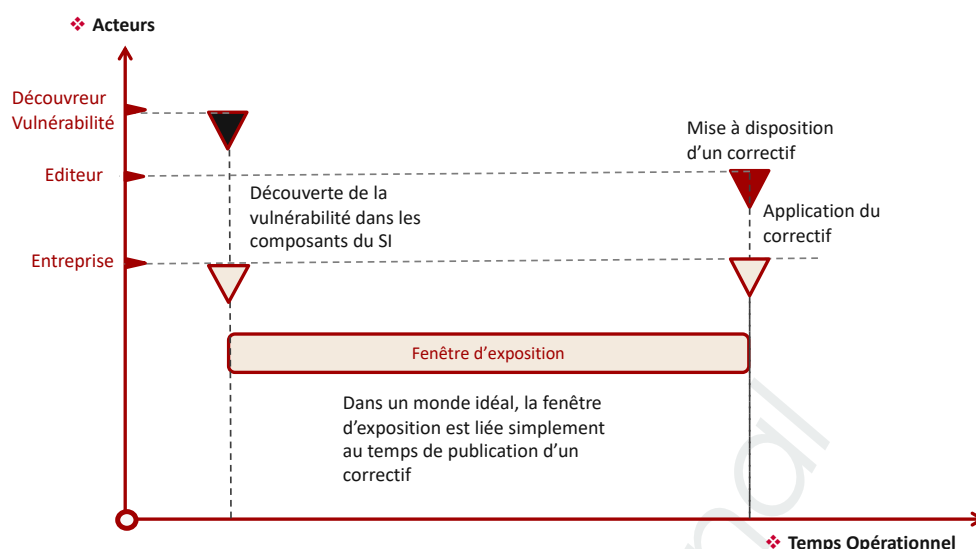 ❖ Acteurs
Découvreur
Vulnérabilité
Mise à disposition
d’un correctif
Editeur
Découverte de la
vulnérabilité dans les
composants du SI
Application du
correctif
Entreprise
Fenêtre d’exposition
Dans un monde idéal, la fenêtre
d’exposition est liée simplement
au temps de publication d’un
correctif
❖ Temps Opérationnel